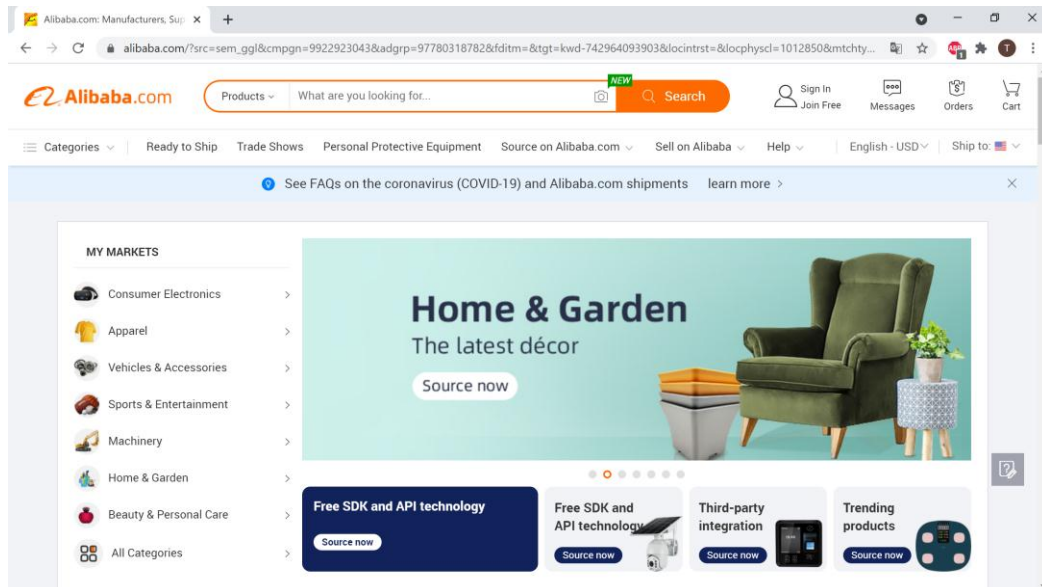 Alibaba.com: Manufacturers, Sup
alibaba.com/?src=sem_ggl&cmpgn=9922923043&adgrp=97780318782&fditm=&tgt=kwd-742964093903&locintrst=&locphyscl=1012850&mtchty...
ABP
1
T
Alibaba.com
Products
What are you looking for...
NEW
Search
Sign In
Join Free
Messages
Orders
Cart
Categories
Ready to Ship
Trade Shows
Personal Protective Equipment
Source on Alibaba.com
Sell on Alibaba
Help
English - USD
Ship to:
See FAQs on the coronavirus (COVID-19) and Alibaba.com shipments
learn more >
MY MARKETS
Consumer Electronics
Apparel
Vehicles & Accessories
Sports & Entertainment
Machinery
Home & Garden
Beauty & Personal Care
All Categories
Home & Garden
The latest décor
Source now
Free SDK and API technology
Source now
Free SDK and
API technology
Source now
Third-party
integration
Source now
Trending
products
Source now